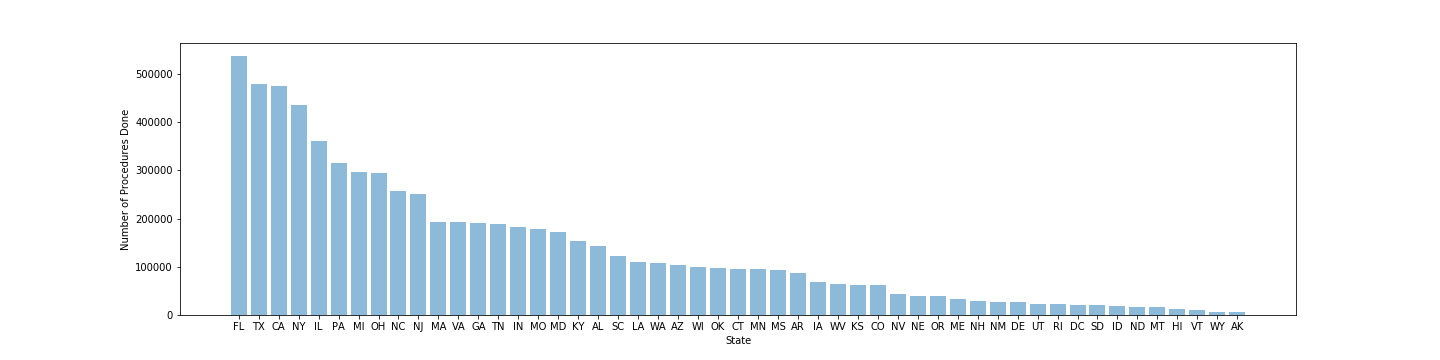 Number of Procedures Done
500000
400000
300000
200000
100000
0
FL TX CA NY IL PA MI OH NC NJ MA VA GA TN IN MO MD KY AL SC LA WA AZ WI OK CT MN MS AR IA WV KS CO NV NE OR ME NH NM DE UT RI DC SD ID ND MT HI VT WY AK
State